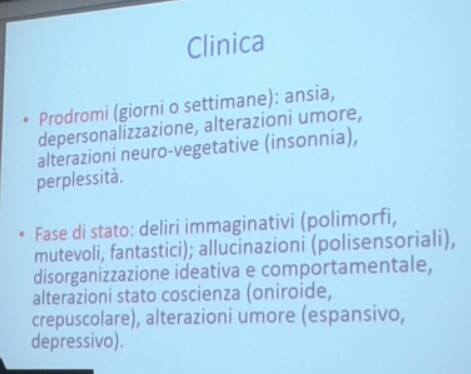 Clinica
• Prodromi (giorni o settimane): ansia,
depersonalizzazione, alterazioni umore,
alterazioni neuro-vegetative (insonnia),
perplessità.
• Fase di stato: deliri immaginativi (polimorfi,
mutevoli, fantastici); allucinazioni (polisensoriali),
disorganizzazione ideativa e comportamentale,
alterazioni stato coscienza (oniroide,
crepuscolare), alterazioni umore (espansivo,
depressivo).